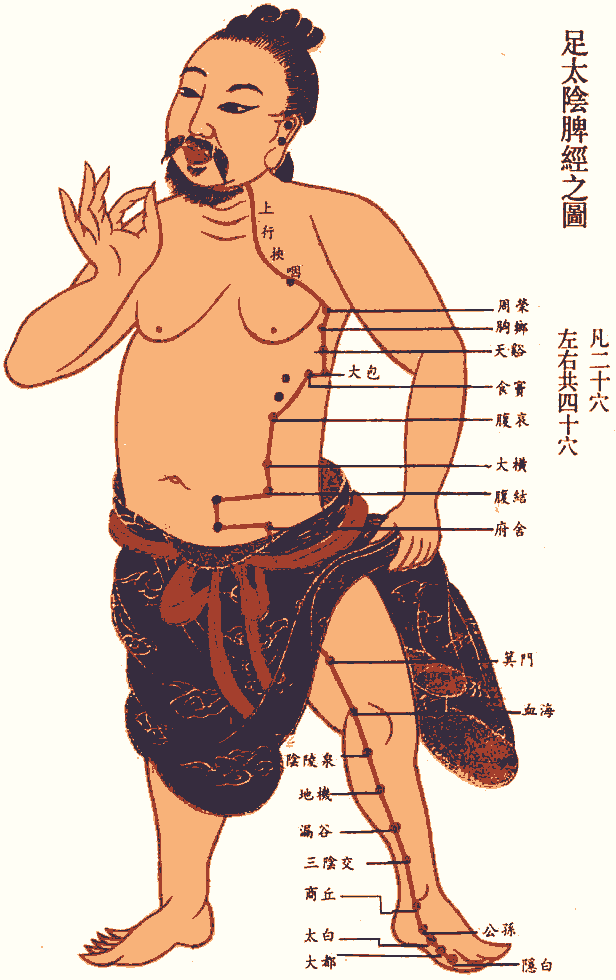 足太陰脾經之圖
凡二十穴
左右共四十穴
上行挾咽
周榮
胸鄉
天谿
大包
食竇
腹哀
大橫
腹結
府舍
箕門
血海
陰陵泉
地機
漏谷
三陰交
商丘
公孫
太白
大都
隱白